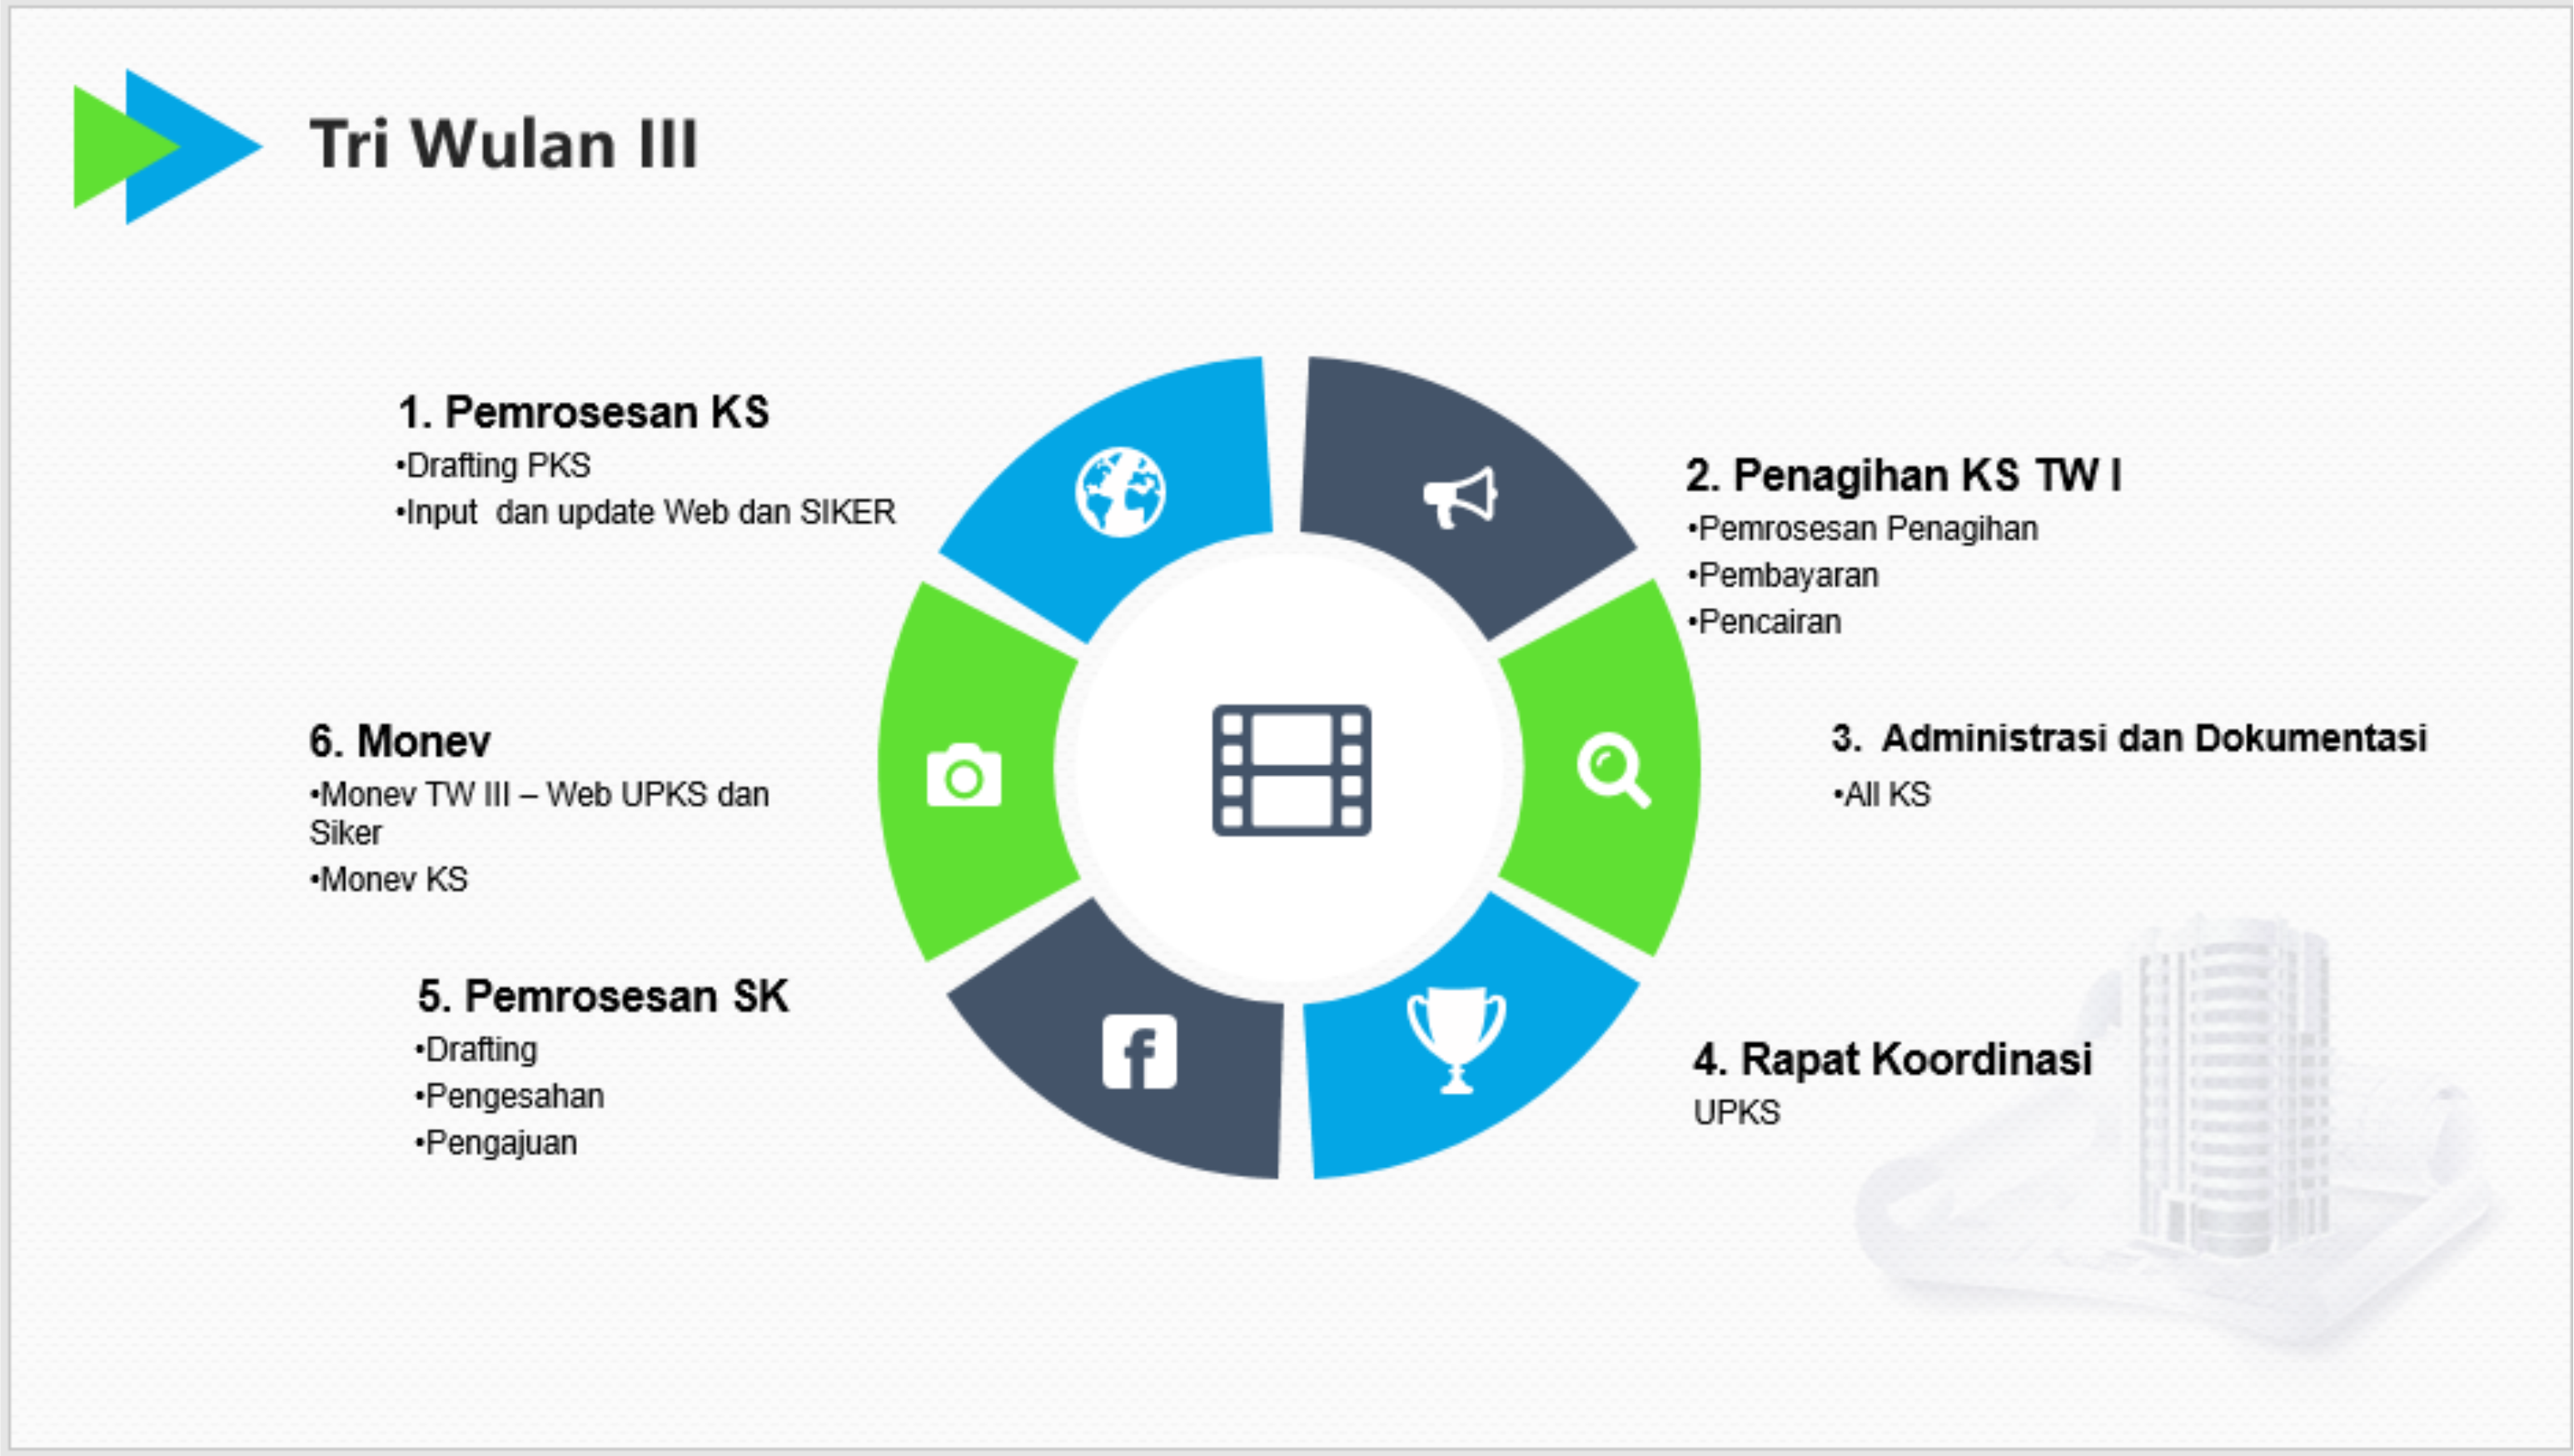 Tri Wulan III
1. Pemrosesan KS
•Drafting PKS
•Input  dan update Web dan SIKER
2. Penagihan KS TW I
•Pemrosesan Penagihan
•Pembayaran
•Pencairan
3.  Administrasi dan Dokumentasi
•All KS
4. Rapat Koordinasi
UPKS
5. Pemrosesan SK
•Drafting
•Pengesahan
•Pengajuan
6. Monev
•Monev TW III – Web UPKS dan
Siker
•Monev KS